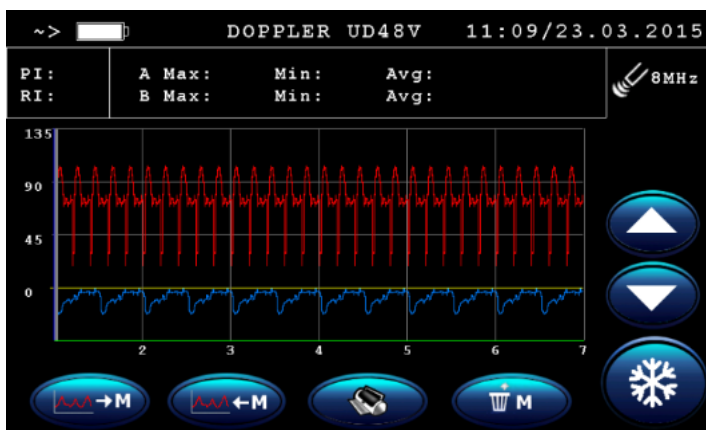 ~> DOPPLER UD48V 11:09/23.03.2015
PI: A Max: Min: Avg:
RI: B Max: Min: Avg:
8MHz
135
90
45
0
2 3 4 5 6 7
→M ←M M